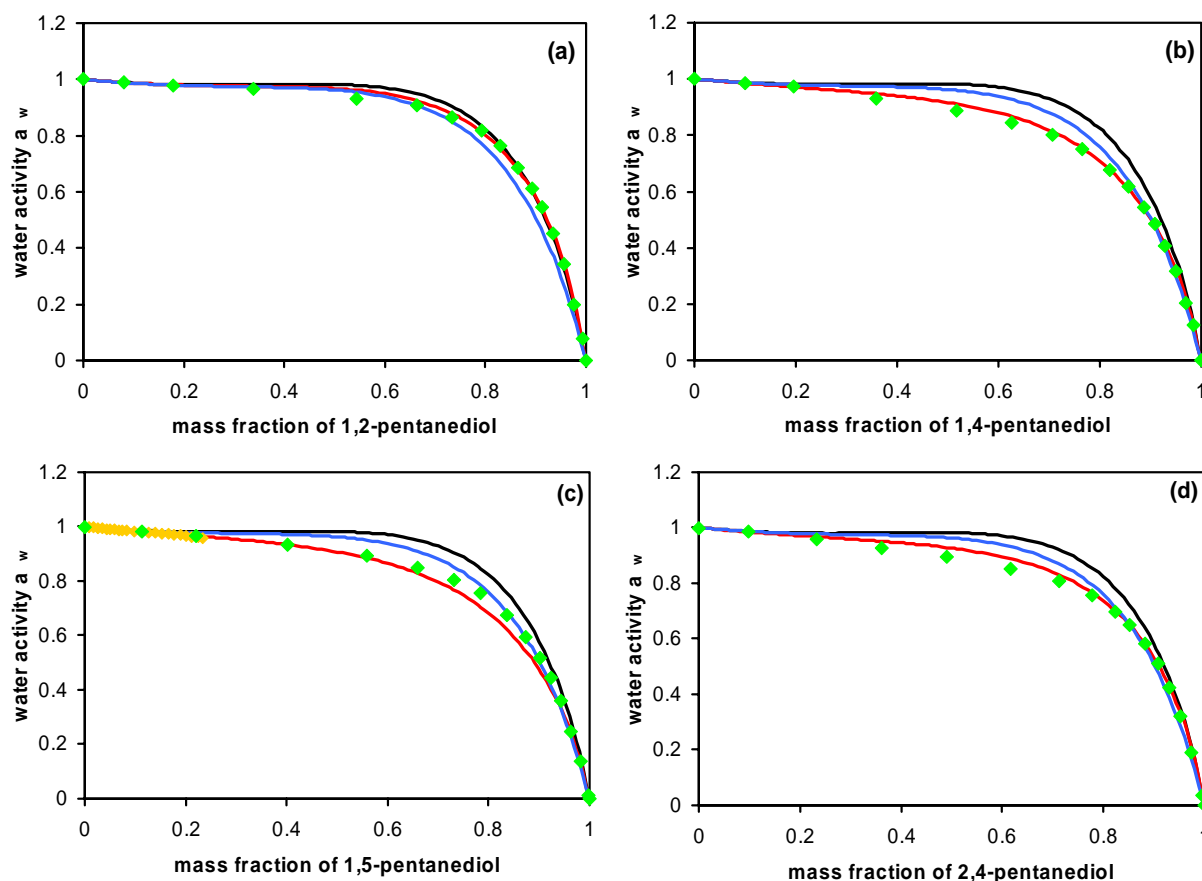 1.2
(a)
1
0.8
0.6
0.4
0.2
0
water activity a w
0 0.2 0.4 0.6 0.8 1
mass fraction of 1,2-pentanediol
1.2
(b)
1
0.8
0.6
0.4
0.2
0
water activity a w
0 0.2 0.4 0.6 0.8 1
mass fraction of 1,4-pentanediol
1.2
(c)
1
0.8
0.6
0.4
0.2
0
water activity a w
0 0.2 0.4 0.6 0.8 1
mass fraction of 1,5-pentanediol
1.2
(d)
1
0.8
0.6
0.4
0.2
0
water activity a w
0 0.2 0.4 0.6 0.8 1
mass fraction of 2,4-pentanediol